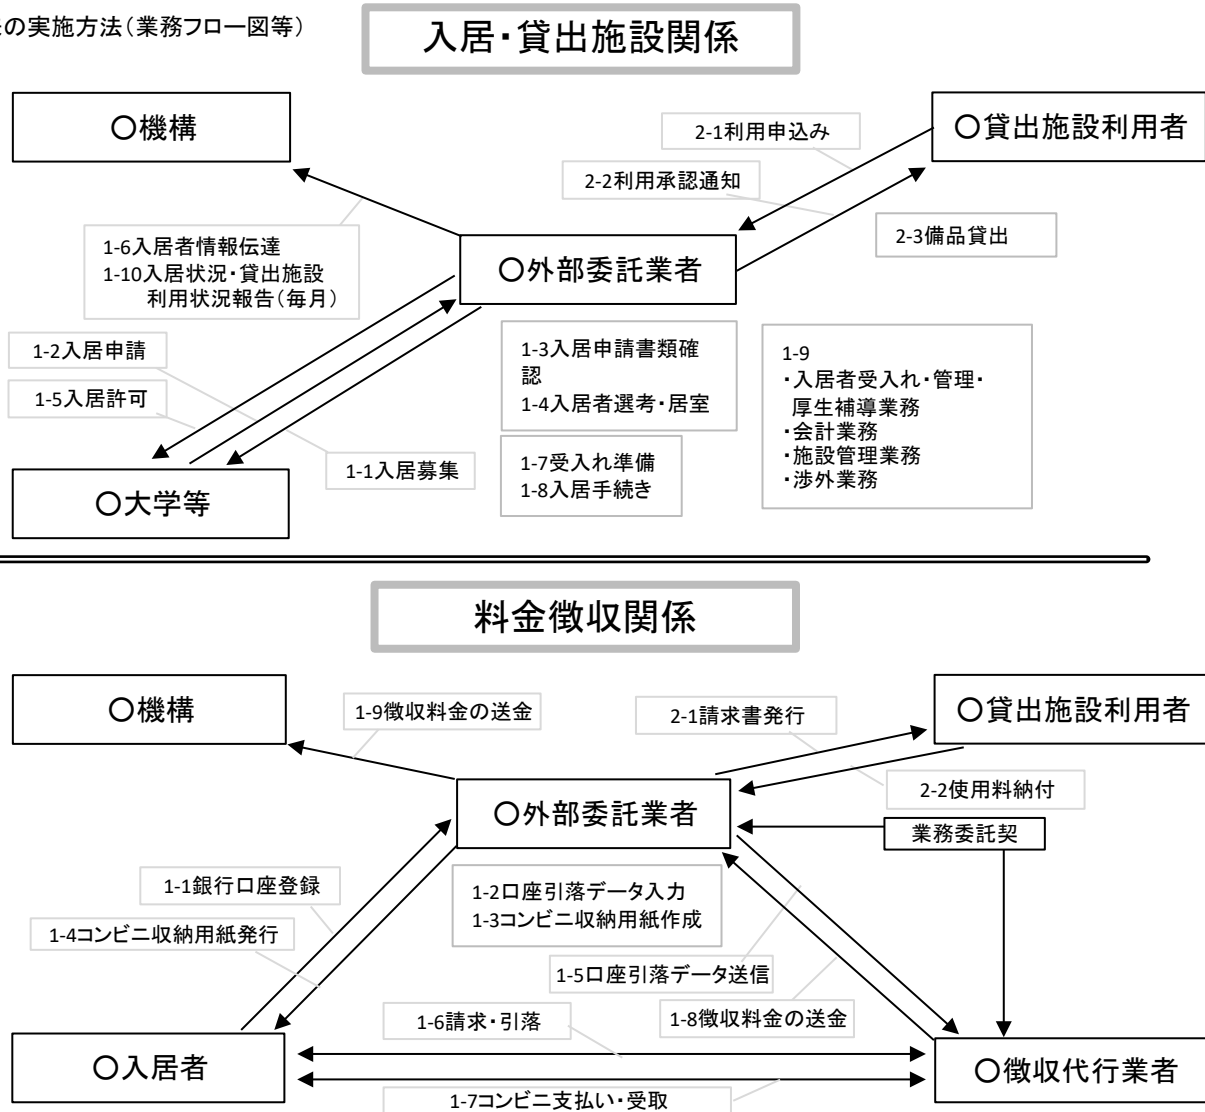 の実施方法（業務フロー図等）
入居・貸出施設関係
○機構
○貸出施設利用者
2-1利用申込み
2-2利用承認通知
2-3備品貸出
1-6入居者情報伝達
1-10入居状況・貸出施設
利用状況報告（毎月）
○外部委託業者
1-2入居申請
1-5入居許可
1-3入居申請書類確
認
1-4入居者選考・居室
1-9
・入居者受入れ・管理・
厚生補導業務
・会計業務
・施設管理業務
・渉外業務
1-1入居募集
1-7受入れ準備
1-8入居手続き
○大学等
料金徴収関係
○機構
1-9徴収料金の送金
2-1請求書発行
○貸出施設利用者
2-2使用料納付
○外部委託業者
業務委託契
1-1銀行口座登録
1-2口座引落データ入力
1-3コンビニ収納用紙作成
1-4コンビニ収納用紙発行
1-5口座引落データ送信
1-6請求・引落
1-8徴収料金の送金
○入居者
○徴収代行業者
1-7コンビニ支払い・受取